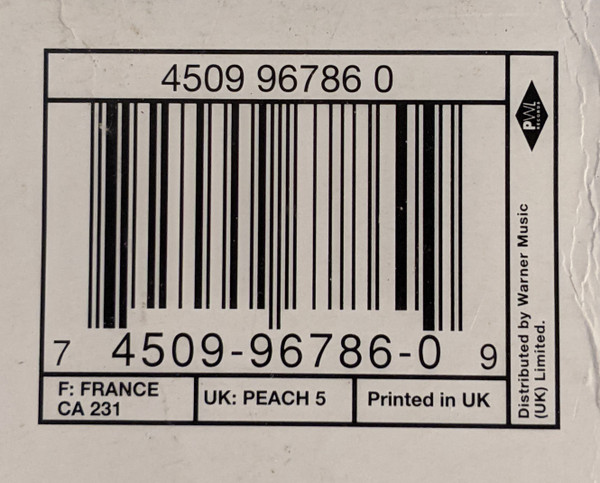 4509 96786 0
PWL
RECORDS
7 4509-96786-0 9
F: FRANCE
CA 231
UK: PEACH 5
Printed in UK
Distributed by Warner Music
(UK) Limited.